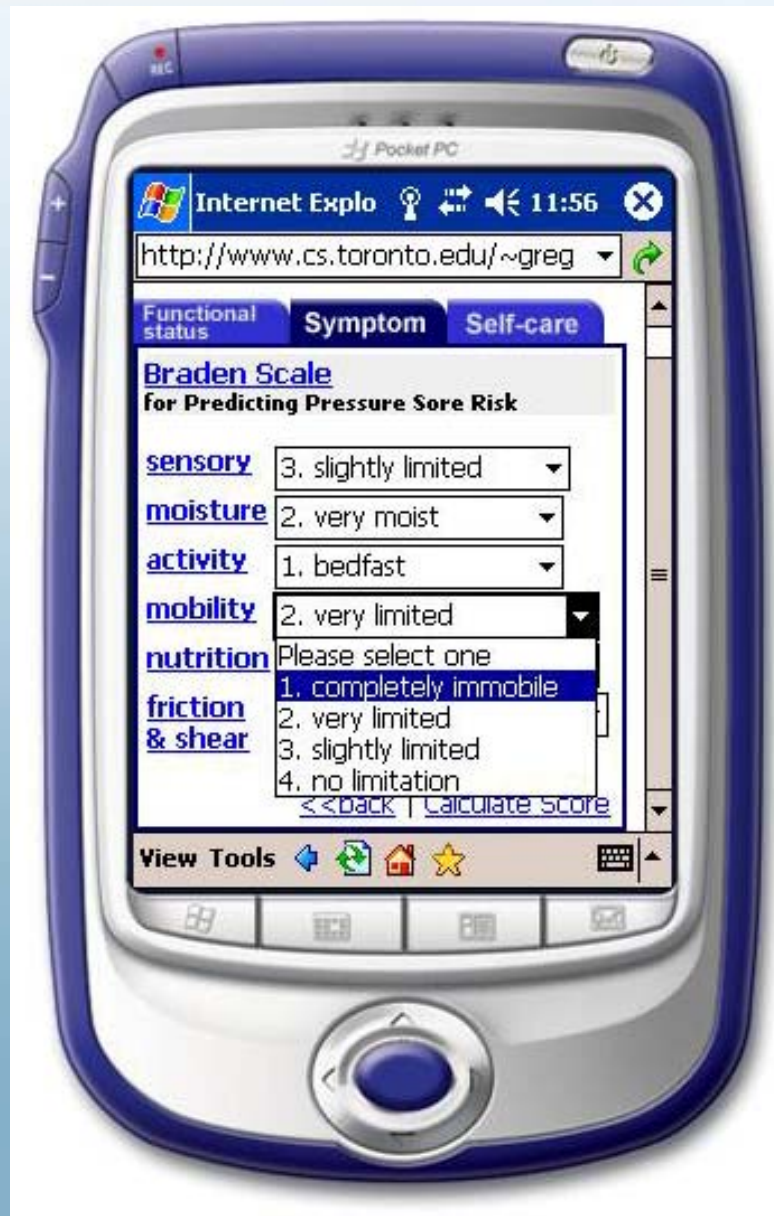 REC
Pocket PC
Internet Explo 11:56
http://www.cs.toronto.edu/~greg
Functional status Symptom Self-care
Braden Scale
for Predicting Pressure Sore Risk
sensory 3. slightly limited
moisture 2. very moist
activity 1. bedfast
mobility 2. very limited
nutrition Please select one
1. completely immobile
friction & shear 2. very limited
3. slightly limited
4. no limitation
<<back | Calculate Score
View Tools